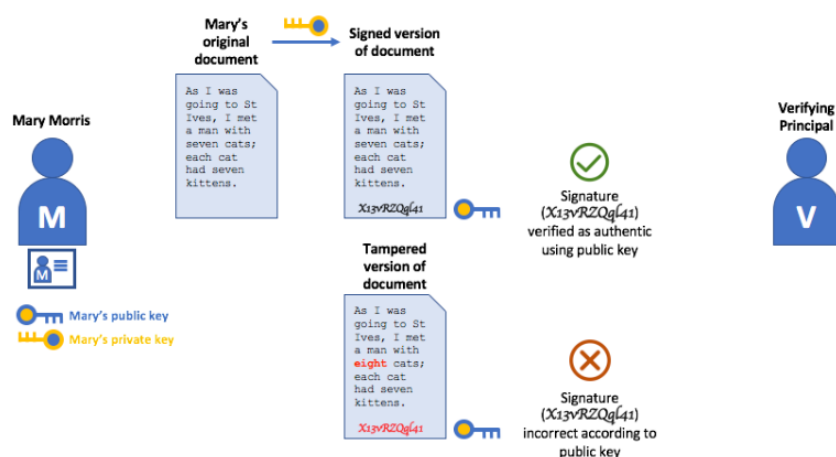 Mary's
original
document
Signed version
of document
As I was
going to St
Ives, I met
a man with
seven cats;
each cat
had seven
kittens.
As I was
going to St
Ives, I met
a man with
seven cats;
each cat
had seven
kittens.
X13vRZQql41
Mary Morris
M
M
Mary's public key
Mary's private key
Signature
(X13vRZQql41)
verified as authentic
using public key
Verifying
Principal
V
Tampered
version of
document
As I was
going to St
Ives, I met
a man with
eight cats;
each cat
had seven
kittens.
X13vRZQql41
Signature
(X13vRZQql41)
incorrect according to
public key